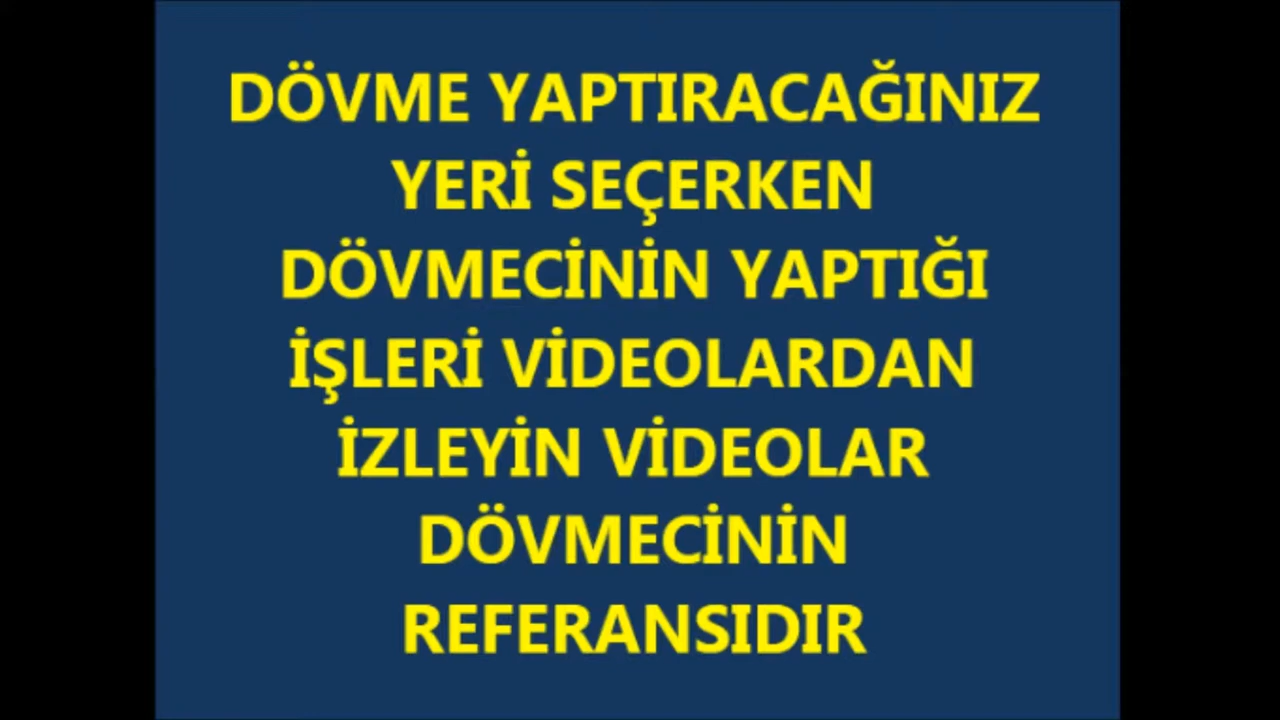 DÖVME YAPTIRACAĞINIZ
YERİ SEÇERKEN
DÖVMECİNİN YAPTIĞI
İŞLERİ VİDEOLARDAN
İZLEYİN VİDEOLAR
DÖVMECİNİN
REFERANSIDIR